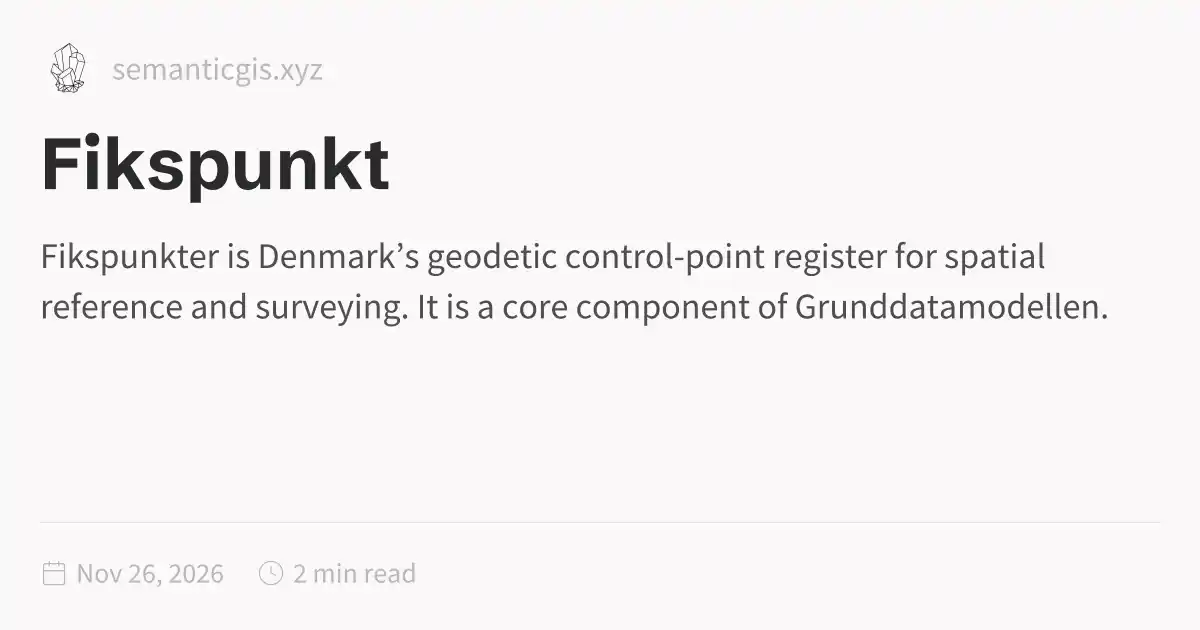 semanticgis.xyz
Fikspunkt
Fikspunkter is Denmark’s geodetic control-point register for spatial
reference and surveying. It is a core component of Grunddatamodellen.
Nov 26, 2026 2 min read